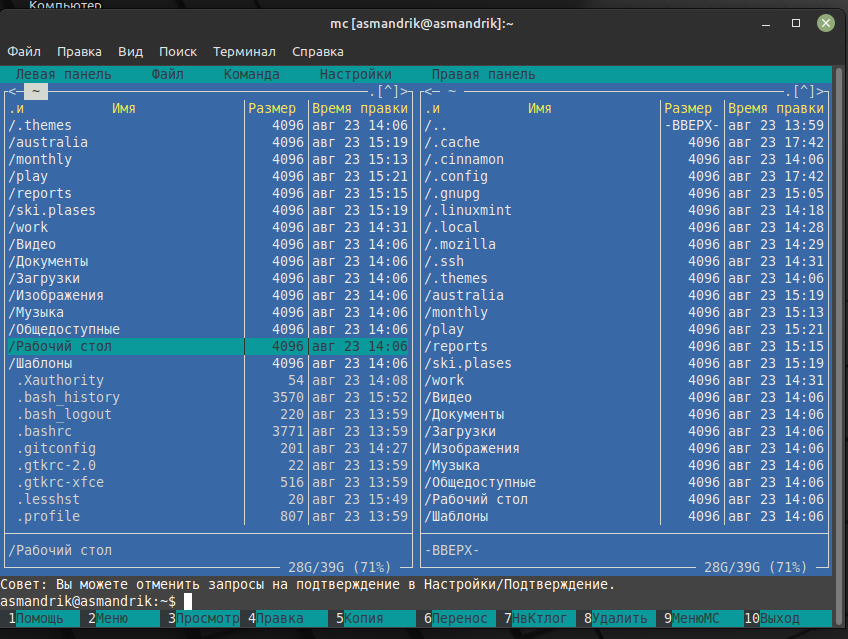 Компьютер
mc [asmandrik@asmandrik]:~
Файл Правка Вид Поиск Терминал Справка
Левая панель Файл Команда Настройки Правая панель
<─ ~ ─.[^]> <─ ~ ─.[^]>
.и Имя Размер Время правки .и Имя Размер Время правки
/.themes 4096 авг 23 14:06 /.. -ВВЕРХ- авг 23 13:59
/australia 4096 авг 23 15:19 /.cache 4096 авг 23 17:42
/monthly 4096 авг 23 15:13 /.cinnamon 4096 авг 23 14:06
/play 4096 авг 23 15:21 /.config 4096 авг 23 17:42
/reports 4096 авг 23 15:15 /.gnupg 4096 авг 23 15:05
/ski.plases 4096 авг 23 15:19 /.linuxmint 4096 авг 23 14:18
/work 4096 авг 23 14:31 /.local 4096 авг 23 14:28
/Видео 4096 авг 23 14:06 /.mozilla 4096 авг 23 14:29
/Документы 4096 авг 23 14:06 /.ssh 4096 авг 23 14:31
/Загрузки 4096 авг 23 14:06 /.themes 4096 авг 23 14:06
/Изображения 4096 авг 23 14:06 /australia 4096 авг 23 15:19
/Музыка 4096 авг 23 14:06 /monthly 4096 авг 23 15:13
/Общедоступные 4096 авг 23 14:06 /play 4096 авг 23 15:21
/Рабочий стол 4096 авг 23 14:06 /reports 4096 авг 23 15:15
/Шаблоны 4096 авг 23 14:06 /ski.plases 4096 авг 23 15:19
.Xauthority 54 авг 23 14:08 /work 4096 авг 23 14:31
.bash_history 3570 авг 23 15:52 /Видео 4096 авг 23 14:06
.bash_logout 220 авг 23 13:59 /Документы 4096 авг 23 14:06
.bashrc 3771 авг 23 13:59 /Загрузки 4096 авг 23 14:06
.gitconfig 201 авг 23 14:27 /Изображения 4096 авг 23 14:06
.gtkrc-2.0 22 авг 23 13:59 /Музыка 4096 авг 23 14:06
.gtkrc-xfce 516 авг 23 13:59 /Общедоступные 4096 авг 23 14:06
.lesshst 20 авг 23 15:49 /Рабочий стол 4096 авг 23 14:06
.profile 807 авг 23 13:59 /Шаблоны 4096 авг 23 14:06
/Рабочий стол -ВВЕРХ-
28G/39G (71%) 28G/39G (71%)
Совет: Вы можете отменить запросы на подтверждение в Настройки/Подтверждение.
asmandrik@asmandrik:~$
1Помощь 2Меню 3Просмотр 4Правка 5Копия 6Перенос 7НвКтлог 8Удалить 9МенюМС 10Выход